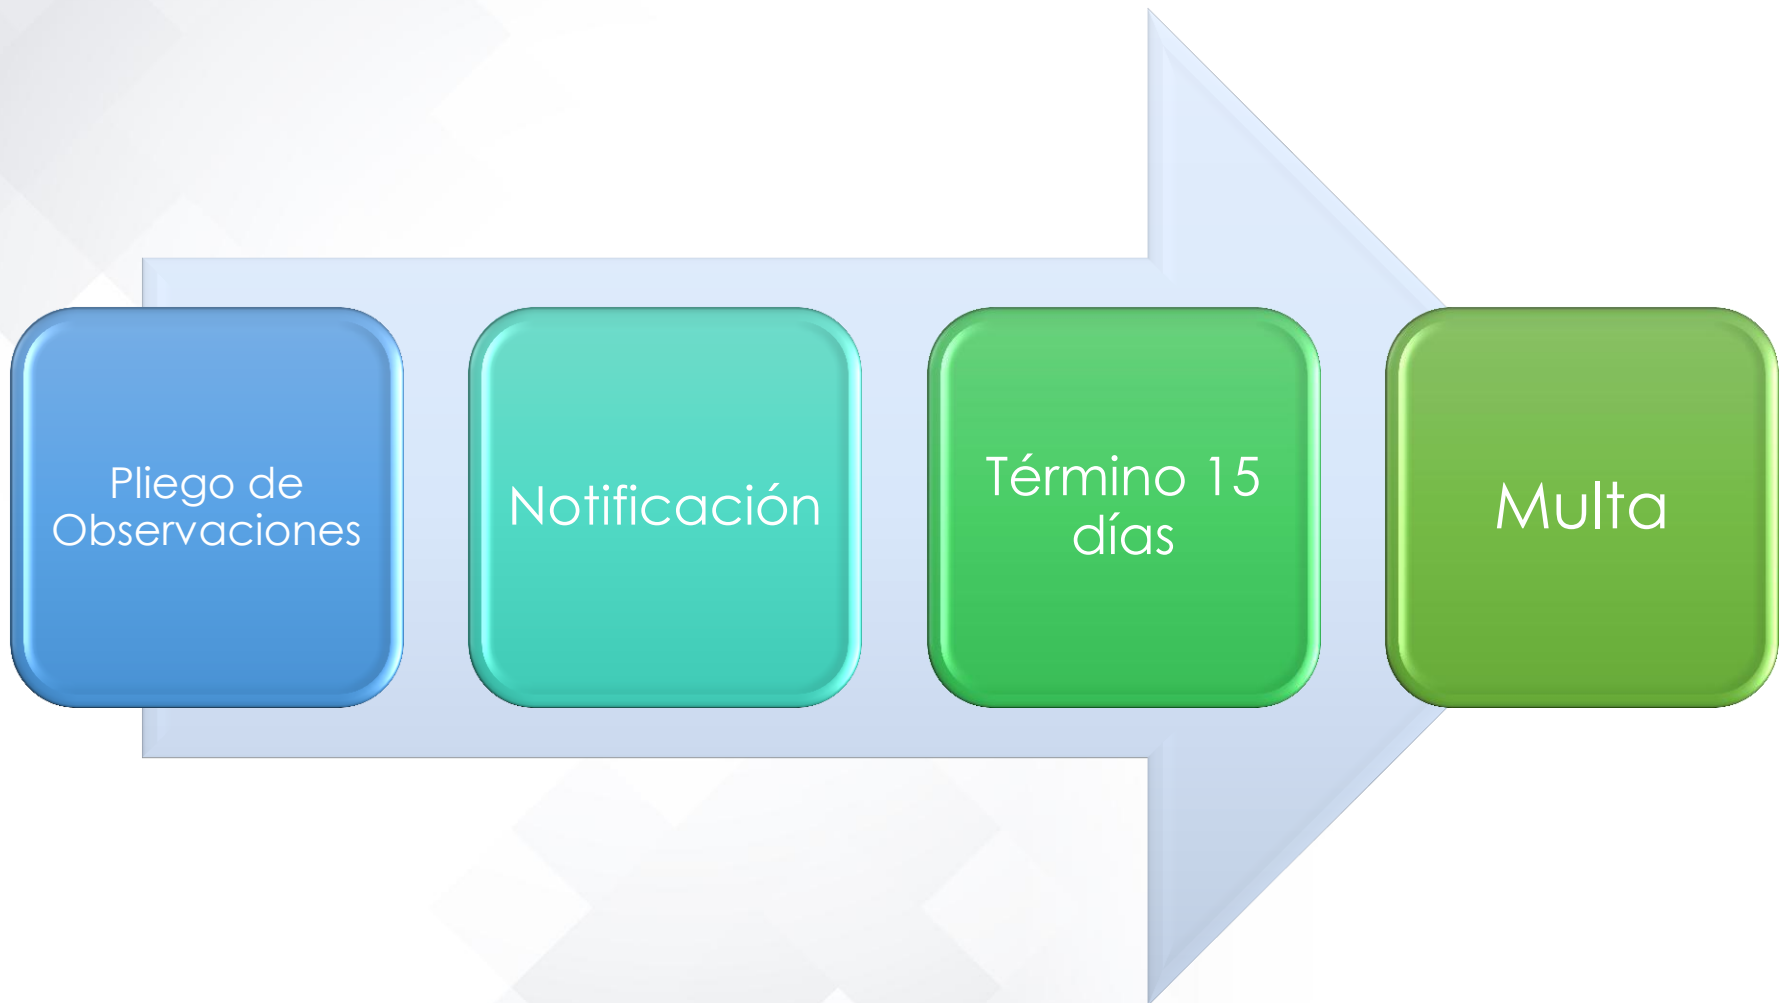 Pliego de
Observaciones
Notificación
Término 15
días
Multa